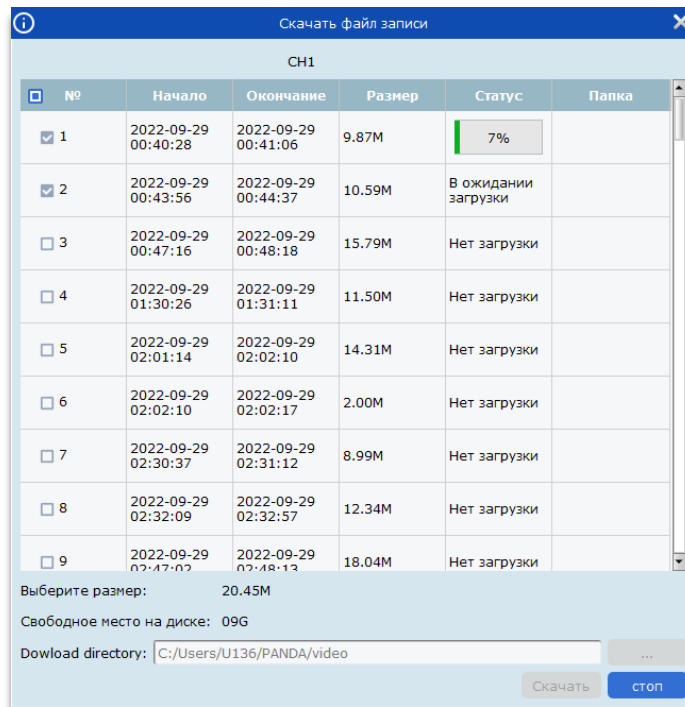 Скачать файл записи
CH1
№ Начало Окончание Размер Статус Папка
1 2022-09-29 00:40:28 2022-09-29 00:41:06 9.87M 7%
2 2022-09-29 00:43:56 2022-09-29 00:44:37 10.59M В ожидании загрузки
3 2022-09-29 00:47:16 2022-09-29 00:48:18 15.79M Нет загрузки
4 2022-09-29 01:30:26 2022-09-29 01:31:11 11.50M Нет загрузки
5 2022-09-29 02:01:14 2022-09-29 02:02:10 14.31M Нет загрузки
6 2022-09-29 02:02:10 2022-09-29 02:02:17 2.00M Нет загрузки
7 2022-09-29 02:30:37 2022-09-29 02:31:12 8.99M Нет загрузки
8 2022-09-29 02:32:09 2022-09-29 02:32:57 12.34M Нет загрузки
9 2022-09-29 02:47:02 2022-09-29 02:48:13 18.04M Нет загрузки
Выберите размер: 20.45M
Свободное место на диске: 09G
Dowload directory: C:/Users/U136/PANDA/video ...
Скачать стоп